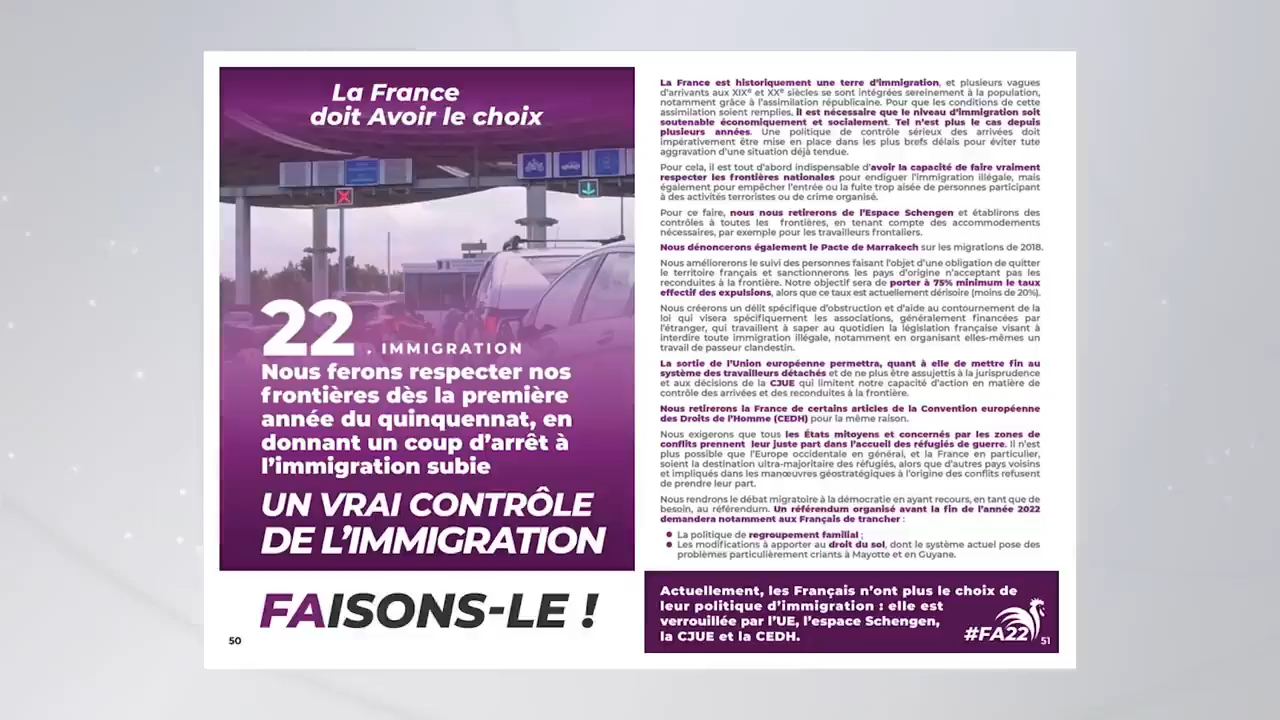 La France
doit Avoir le choix
22 . IMMIGRATION
Nous ferons respecter nos
frontières dès la première
année du quinquennat, en
donnant un coup d’arrêt à
l’immigration subie
UN VRAI CONTRÔLE
DE L’IMMIGRATION
FAISONS-LE !
50
La France est historiquement une terre d’immigration, et plusieurs vagues
d’arrivants aux XIXe et XXe siècles se sont intégrées sereinement à la population,
notamment grâce à l’assimilation républicaine. Pour que les conditions de cette
assimilation soient remplies, il est nécessaire que le niveau d’immigration soit
soutenable économiquement et socialement. Tel n’est plus le cas depuis
plusieurs années. Une politique de contrôle sérieux des arrivées doit
impérativement être mise en place dans les plus brefs délais pour éviter tute
aggravation d’une situation déjà tendue.
Pour cela, il est tout d’abord indispensable d’avoir la capacité de faire vraiment
respecter les frontières nationales pour endiguer l’immigration illégale, mais
également pour empêcher l’entrée ou la fuite trop aisée de personnes participant
à des activités terroristes ou de crime organisé.
Pour ce faire, nous nous retirerons de l’Espace Schengen et établirons des
contrôles à toutes les frontières, en tenant compte des accommodements
nécessaires, par exemple pour les travailleurs frontaliers.
Nous dénoncerons également le Pacte de Marrakech sur les migrations de 2018.
Nous améliorerons le suivi des personnes faisant l’objet d’une obligation de quitter
le territoire français et sanctionnerons les pays d’origine n’acceptant pas les
reconduites à la frontière. Notre objectif sera de porter à 75% minimum le taux
effectif des expulsions, alors que ce taux est actuellement dérisoire (moins de 20%).
Nous créerons un délit spécifique d’obstruction et d’aide au contournement de la
loi qui visera spécifiquement les associations, généralement financées par
l’étranger, qui travaillent à saper au quotidien la législation française visant à
interdire toute immigration illégale, notamment en organisant elles-mêmes un
travail de passeur clandestin.
La sortie de l’Union européenne permettra, quant à elle de mettre fin au
système des travailleurs détachés et de ne plus être assujettis à la jurisprudence
et aux décisions de la CJUE qui limitent notre capacité d’action en matière de
contrôle des arrivées et des reconduites à la frontière.
Nous retirerons la France de certains articles de la Convention européenne
des Droits de l’Homme (CEDH) pour la même raison.
Nous exigerons que tous les États mitoyens et concernés par les zones de
conflits prennent leur juste part dans l’accueil des réfugiés de guerre. Il n’est
plus possible que l’Europe occidentale en général, et la France en particulier,
soient la destination ultra-majoritaire des réfugiés, alors que d’autres pays voisins
et impliqués dans les manœuvres géostratégiques à l’origine des conflits refusent
de prendre leur part.
Nous rendrons le débat migratoire à la démocratie en ayant recours, en tant que de
besoin, au référendum. Un référendum organisé avant la fin de l’année 2022
demandera notamment aux Français de trancher :
● La politique de regroupement familial ;
● Les modifications à apporter au droit du sol, dont le système actuel pose des
problèmes particulièrement criants à Mayotte et en Guyane.
Actuellement, les Français n’ont plus le choix de
leur politique d’immigration : elle est
verrouillée par l’UE, l’espace Schengen,
la CJUE et la CEDH.
#FA22
51